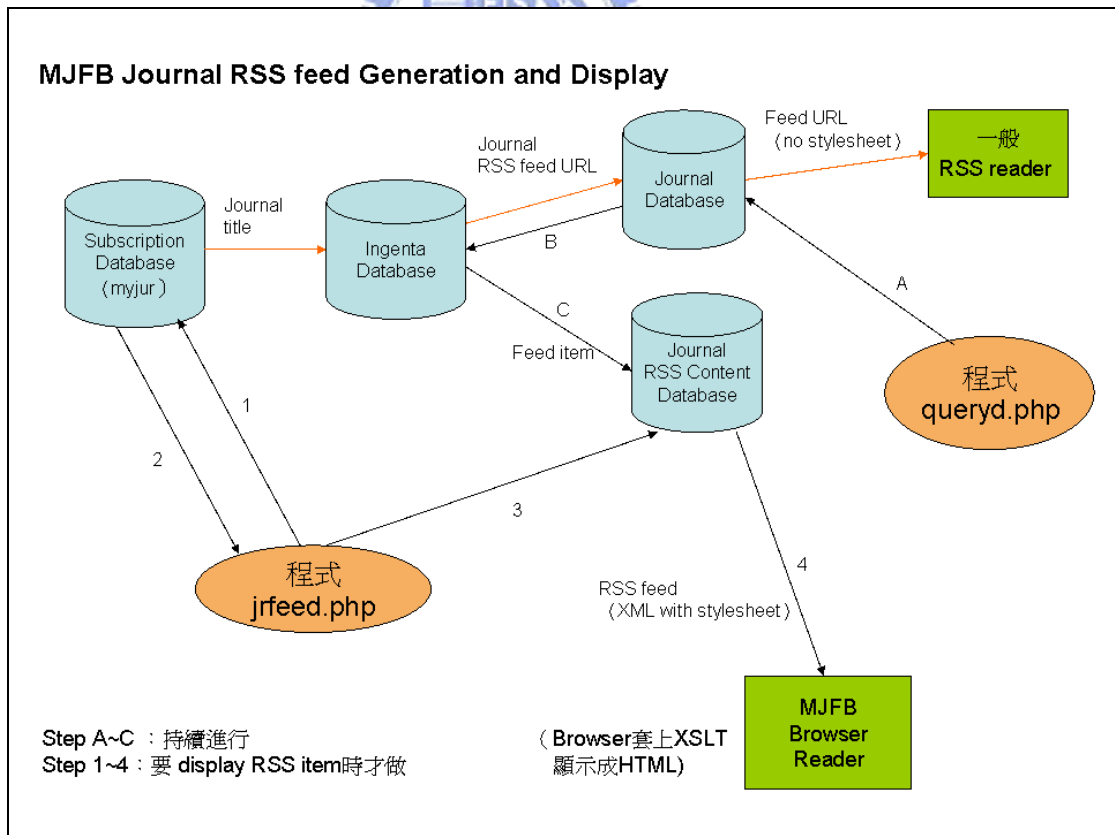 MJFB Journal RSS feed Generation and Display
Feed URL
（no stylesheet）
一般
RSS reader
Journal
RSS feed URL
Journal
Database
Journal
title
Subscription
Database
（myjur）
Ingenta
Database
B
A
C
Feed item
Journal
RSS Content
Database
程式
queryd.php
1
2
3
4
程式
jrfeed.php
RSS feed
（XML with stylesheet）
MJFB
Browser
Reader
Step A~C ：持續進行
Step 1~4：要 display RSS item時才做
（Browser套上XSLT
顯示成HTML)